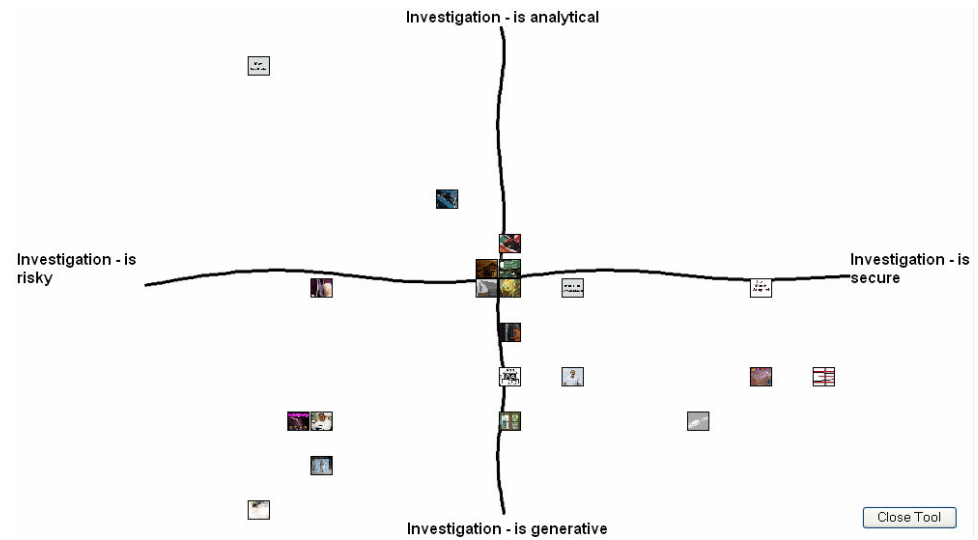 Investigation - is analytical
Investigation - is
risky
Investigation - is
secure
Close Tool
Investigation - is generative